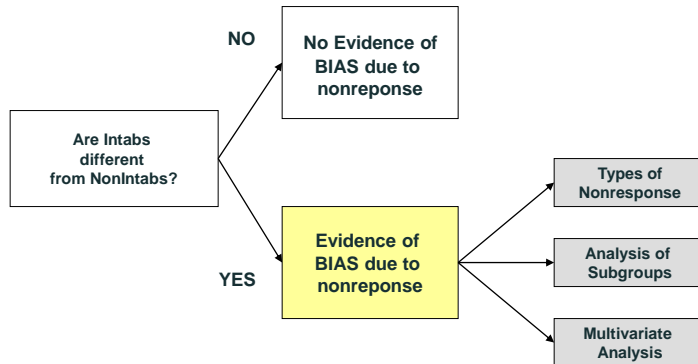 NO
No Evidence of
BIAS due to
nonreponse
Are Intabs
different
from NonIntabs?
Types of
Nonresponse
Evidence of
BIAS due to
nonreponse
YES
Analysis of
Subgroups
Multivariate
Analysis